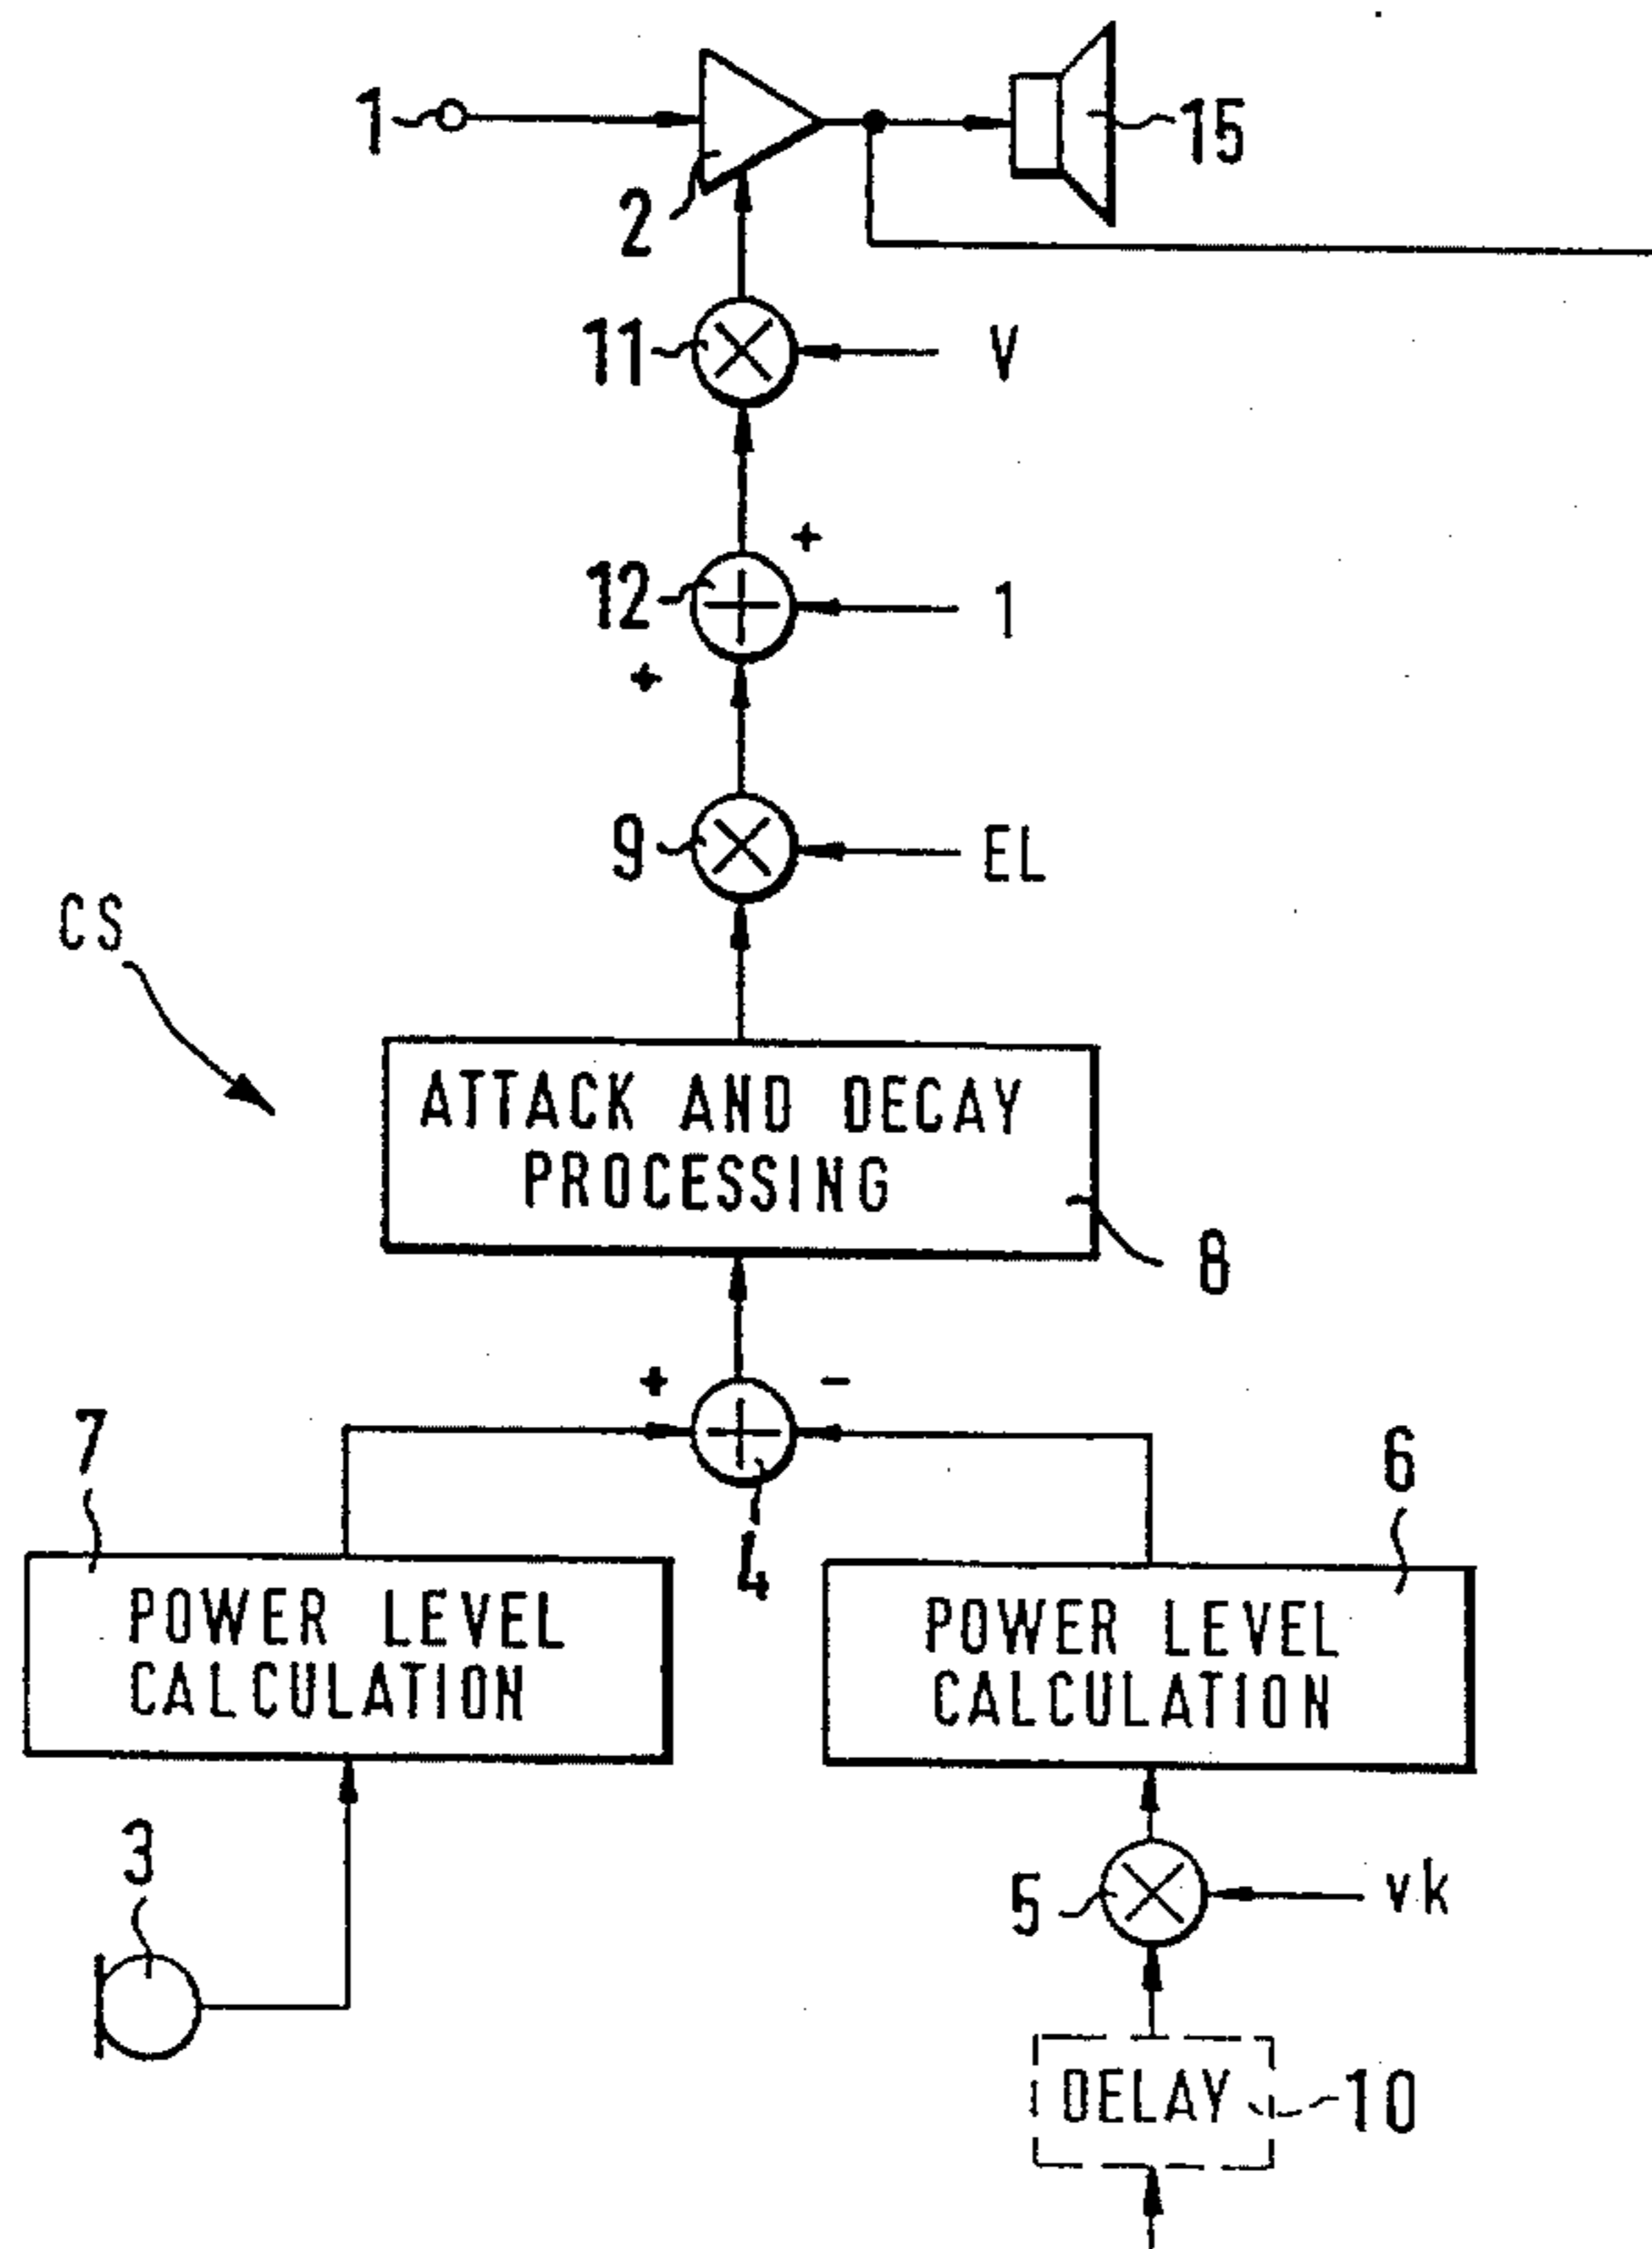 1
15
2
11
V
12
+
1
+
9
EL
CS
ATTACK AND DECAY
PROCESSING
8
+
-
7
4
6
POWER LEVEL
CALCULATION
POWER LEVEL
CALCULATION
3
5
vk
DELAY
10